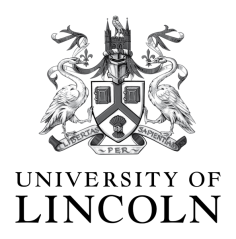 LIBERTAS PER SAPIENTIAM
UNIVERSITY OF
LINCOLN